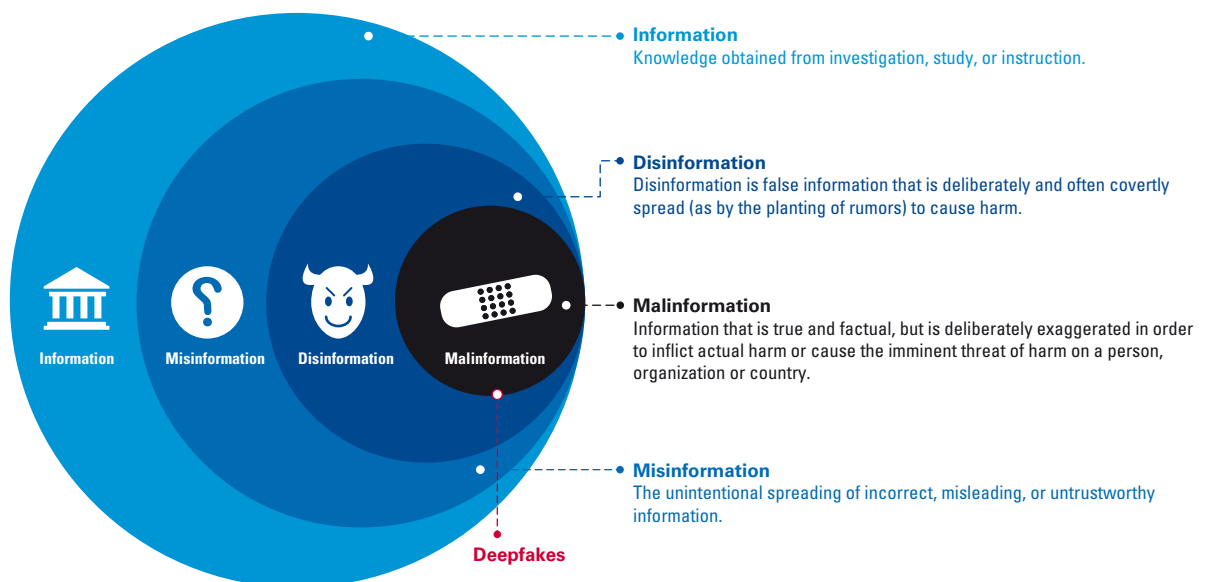 Information
Knowledge obtained from investigation, study, or instruction.
Disinformation
Disinformation is false information that is deliberately and often covertly
spread (as by the planting of rumors) to cause harm.
Malinformation
Information that is true and factual, but is deliberately exaggerated in order
to inflict actual harm or cause the imminent threat of harm on a person,
organization or country.
Information
Misinformation
Disinformation
Malinformation
Misinformation
The unintentional spreading of incorrect, misleading, or untrustworthy
information.
Deepfakes